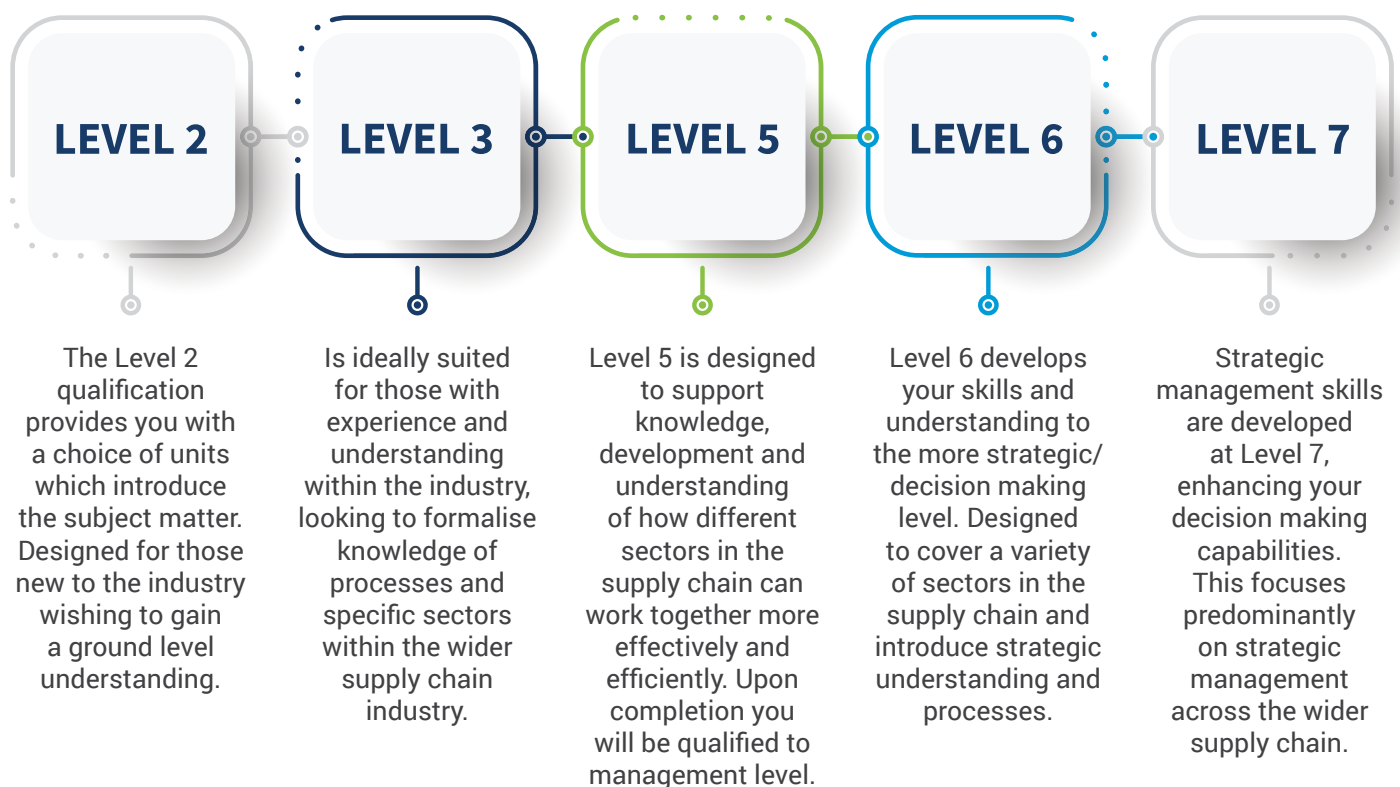 LEVEL 2
The Level 2
qualification
provides you with
a choice of units
which introduce
the subject matter.
Designed for those
new to the industry
wishing to gain
a ground level
understanding.
LEVEL 3
Is ideally suited
for those with
experience and
understanding
within the industry,
looking to formalise
knowledge of
processes and
specific sectors
within the wider
supply chain
industry.
LEVEL 5
Level 5 is designed
to support
knowledge,
development and
understanding
of how different
sectors in the
supply chain can
work together more
effectively and
efficiently. Upon
completion you
will be qualified to
management level.
LEVEL 6
Level 6 develops
your skills and
understanding to
the more strategic/
decision making
level. Designed
to cover a variety
of sectors in the
supply chain and
introduce strategic
understanding and
processes.
LEVEL 7
Strategic
management skills
are developed
at Level 7,
enhancing your
decision making
capabilities.
This focuses
predominantly
on strategic
management
across the wider
supply chain.